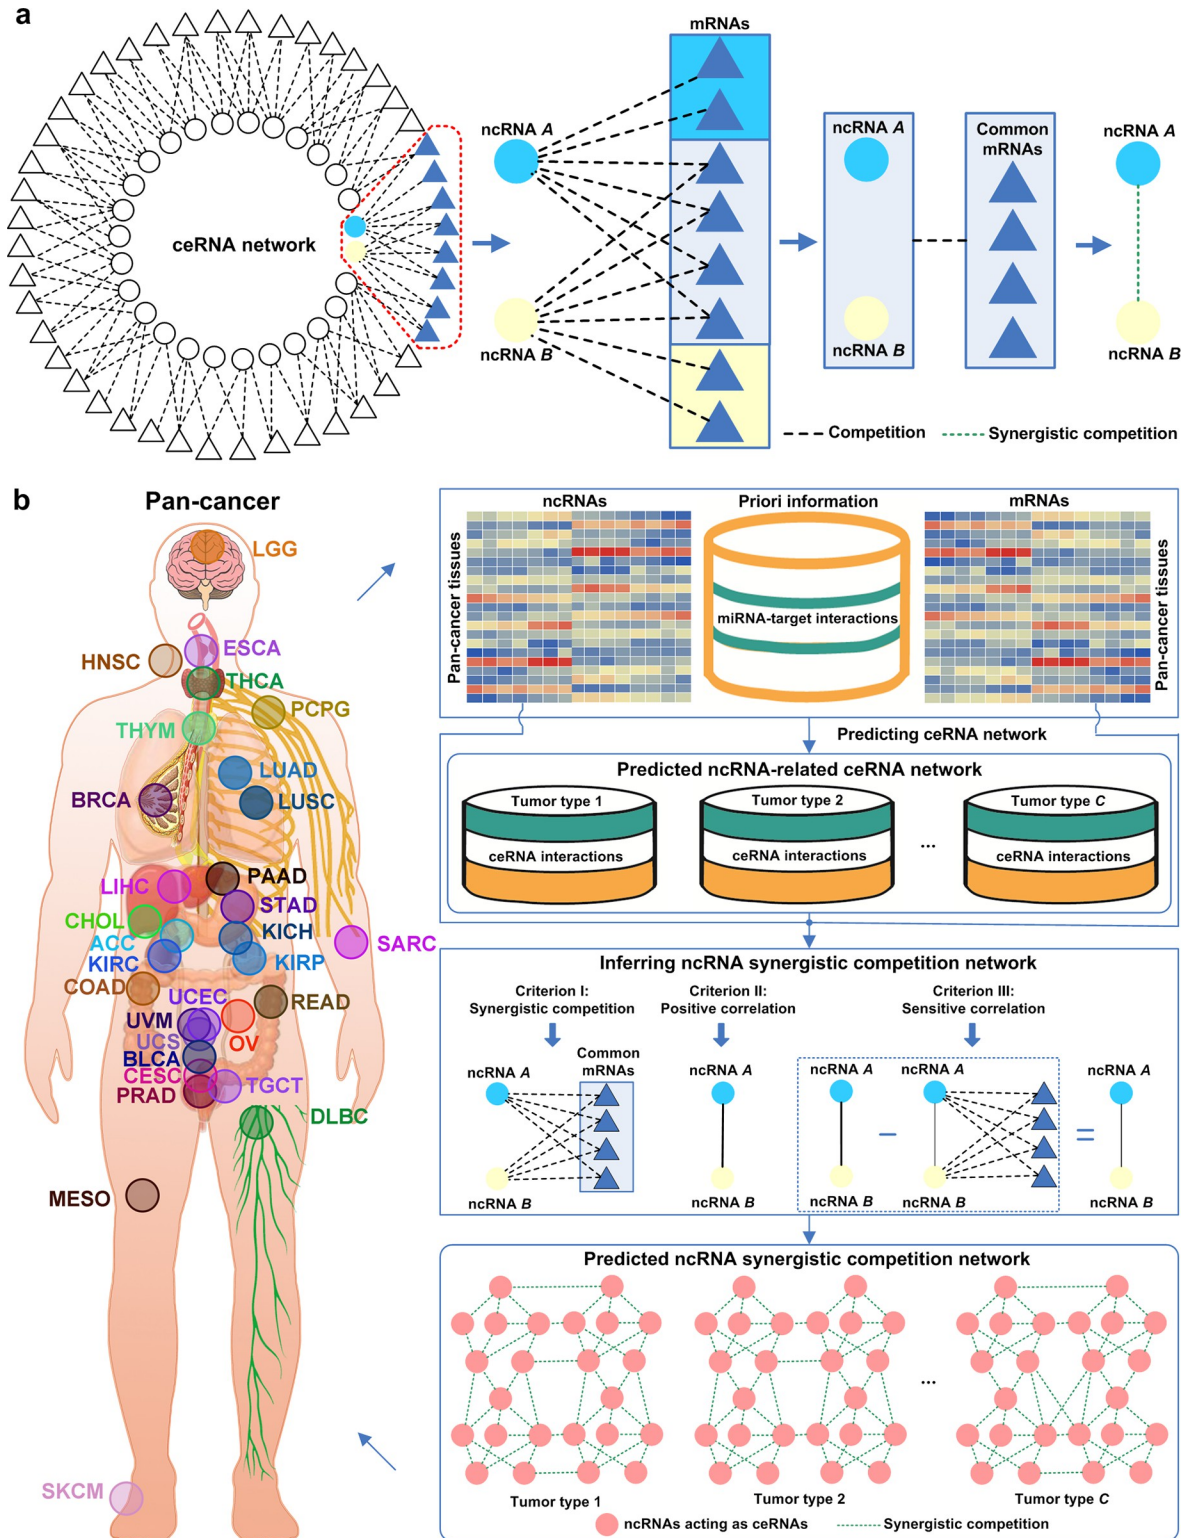 a
mRNAs
ncRNA A
ncRNA B
ceRNA network
ncRNA A
ncRNA B
Common
mRNAs
ncRNA A
ncRNA B
Competition
Synergistic competition
b
Pan-cancer
LGG
ESCA
HNSC
THCA
PCPG
THYM
LUAD
BRCA
LUSC
PAAD
LIHC
STAD
CHOL
KICH
ACC
SARC
KIRC
KIRP
COAD
UCEC
READ
UVM
UCS
OV
BLCA
CESC
TGCT
PRAD
DLBC
MESO
SKCM
ncRNAs
Priori information
mRNAs
Pan-cancer tissues
miRNA-target interactions
Pan-cancer tissues
Predicting ceRNA network
Predicted ncRNA-related ceRNA network
Tumor type 1
Tumor type 2
Tumor type C
...
ceRNA interactions
ceRNA interactions
ceRNA interactions
Inferring ncRNA synergistic competition network
Criterion I:
Synergistic competition
Criterion II:
Positive correlation
Criterion III:
Sensitive correlation
Common
mRNAs
ncRNA A
ncRNA B
ncRNA A
ncRNA B
ncRNA A
ncRNA B
–
ncRNA A
ncRNA B
=
ncRNA A
ncRNA B
Predicted ncRNA synergistic competition network
...
Tumor type 1
Tumor type 2
Tumor type C
ncRNAs acting as ceRNAs
Synergistic competition